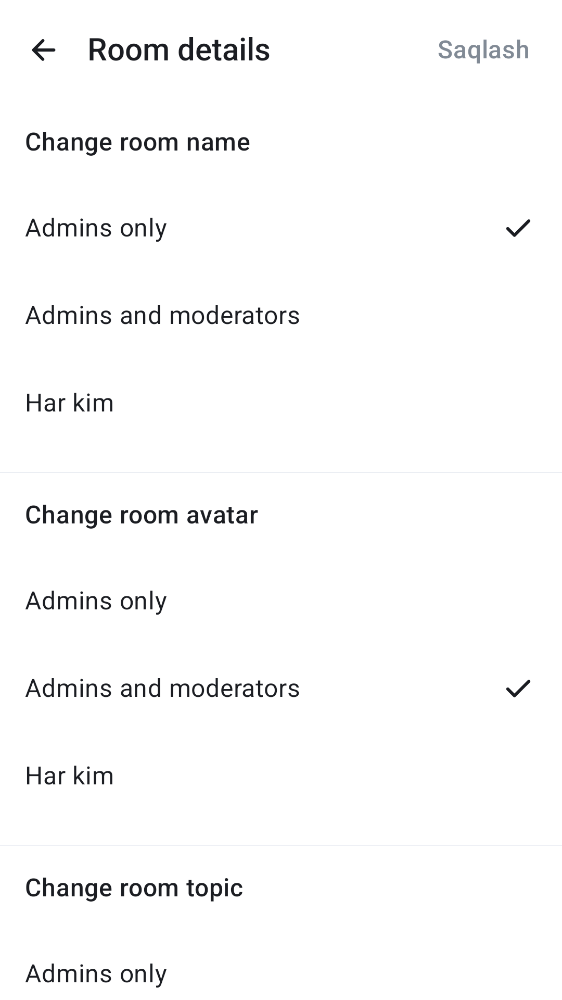 Room details
Saqlash
Change room name
Admins only
Admins and moderators
Har kim
Change room avatar
Admins only
Admins and moderators
Har kim
Change room topic
Admins only